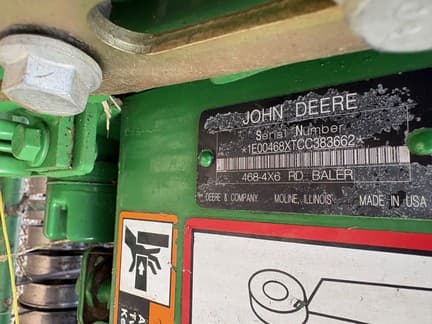 JOHN DEERE
Serial Number
*1E00468XTCC383662*
468-4X6 RD. BALER
DEERE & COMPANY MOLINE, ILLINOIS MADE IN USA